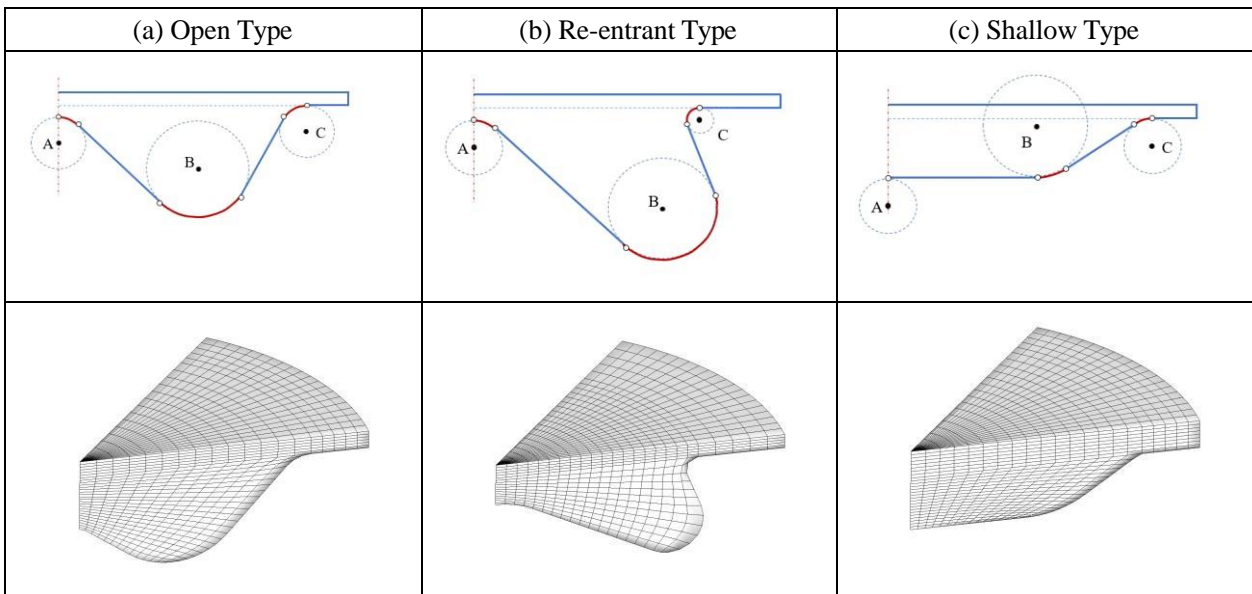 (a) Open Type
(b) Re-entrant Type
(c) Shallow Type
A
B
C
A
B
C
A
B
C